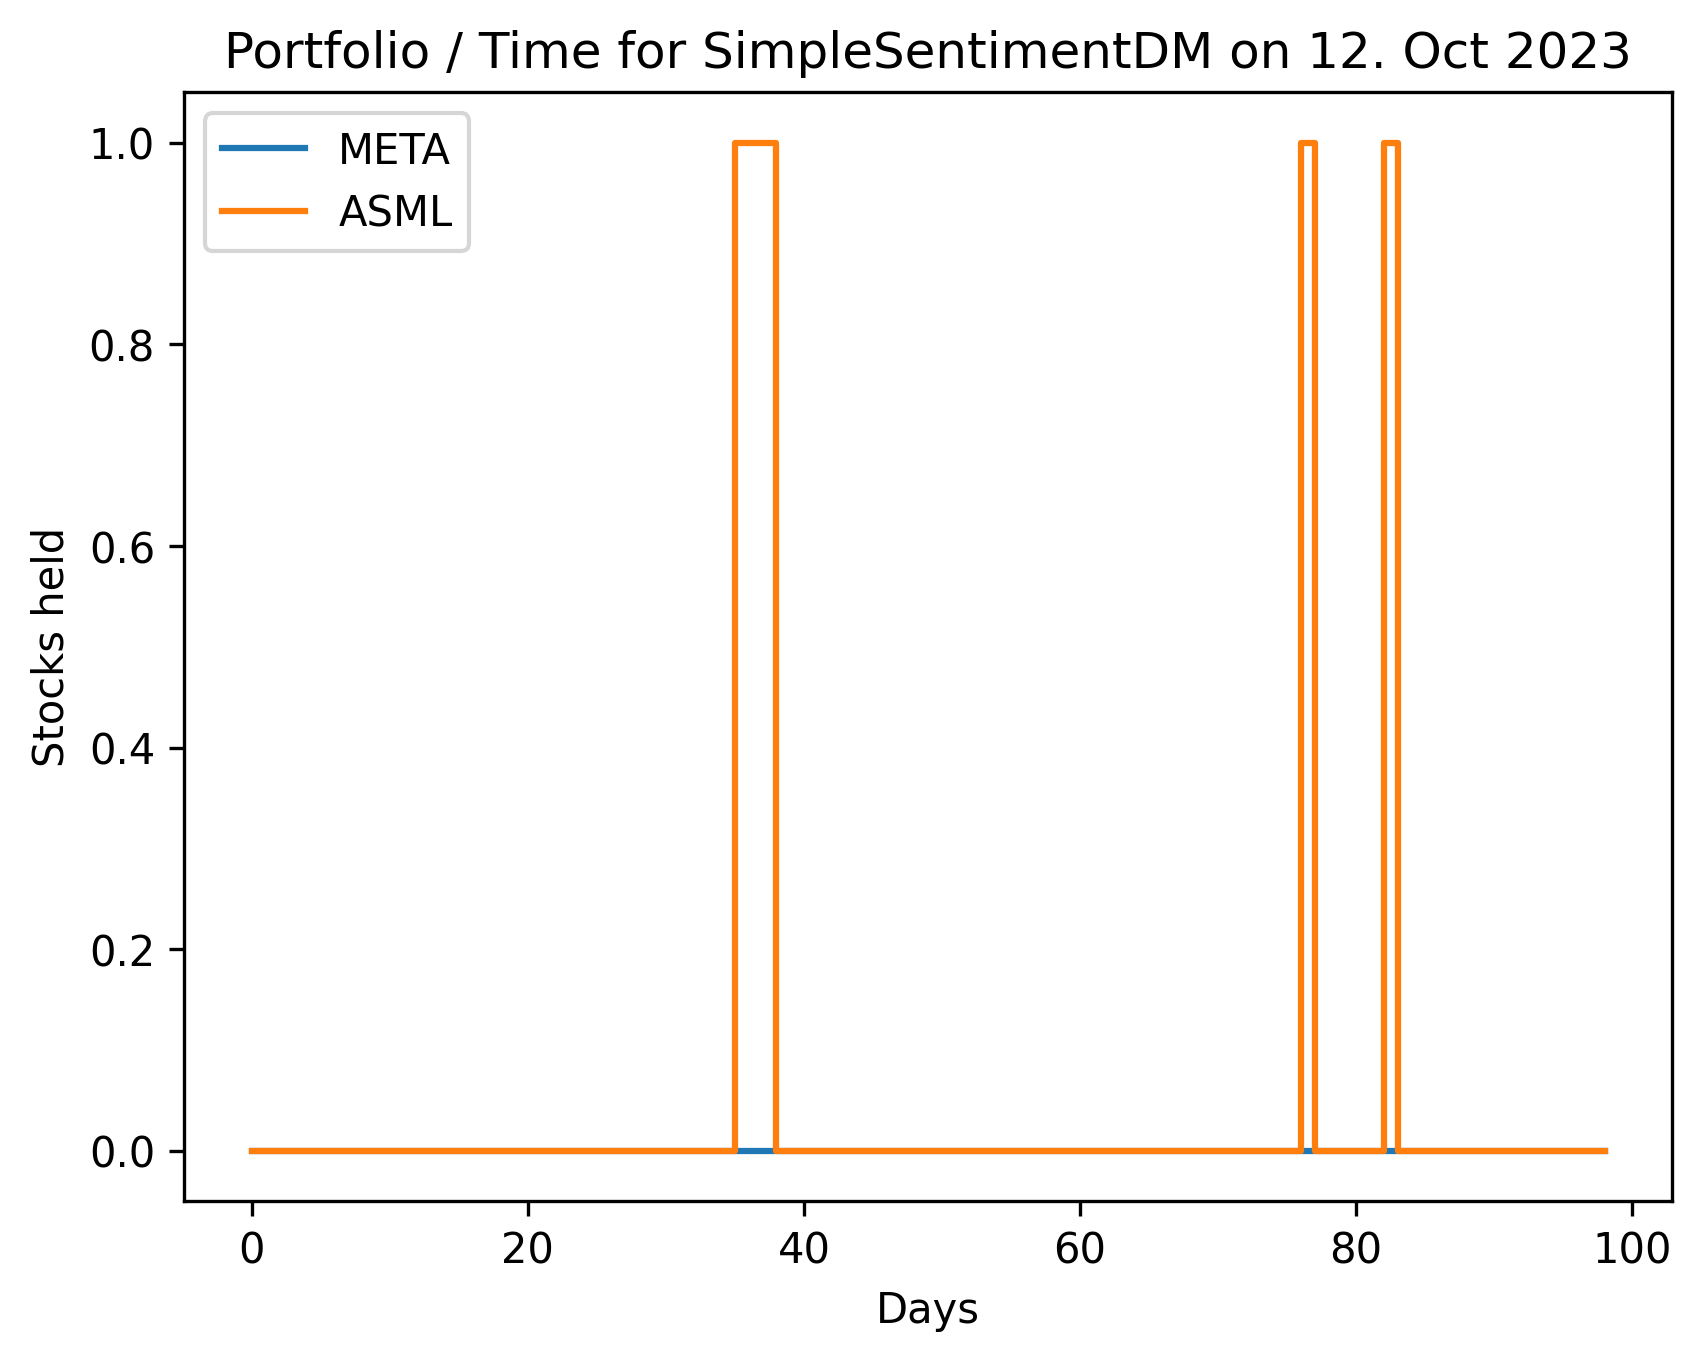 Portfolio / Time for SimpleSentimentDM on 12. Oct 2023
META
ASML
1.0
0.8
0.6
0.4
0.2
0.0
Stocks held
0 20 40 60 80 100
Days